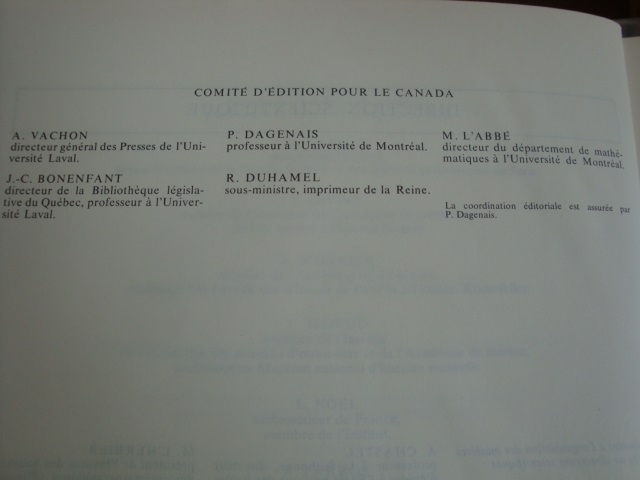 COMITÉ D'ÉDITION POUR LE CANADA
A. VACHON
directeur général des Presses de l'Uni-
versité Laval.
J.-C. BONENFANT
directeur de la Bibliothèque législa-
tive du Québec, professeur à l'Univer-
sité Laval.
P. DAGENAIS
professeur à l'Université de Montréal.
R. DUHAMEL
sous-ministre, imprimeur de la Reine.
M. L'ABBÉ
directeur du département de mathé-
matiques à l'Université de Montréal.
La coordination éditoriale est assurée par
P. Dagenais.